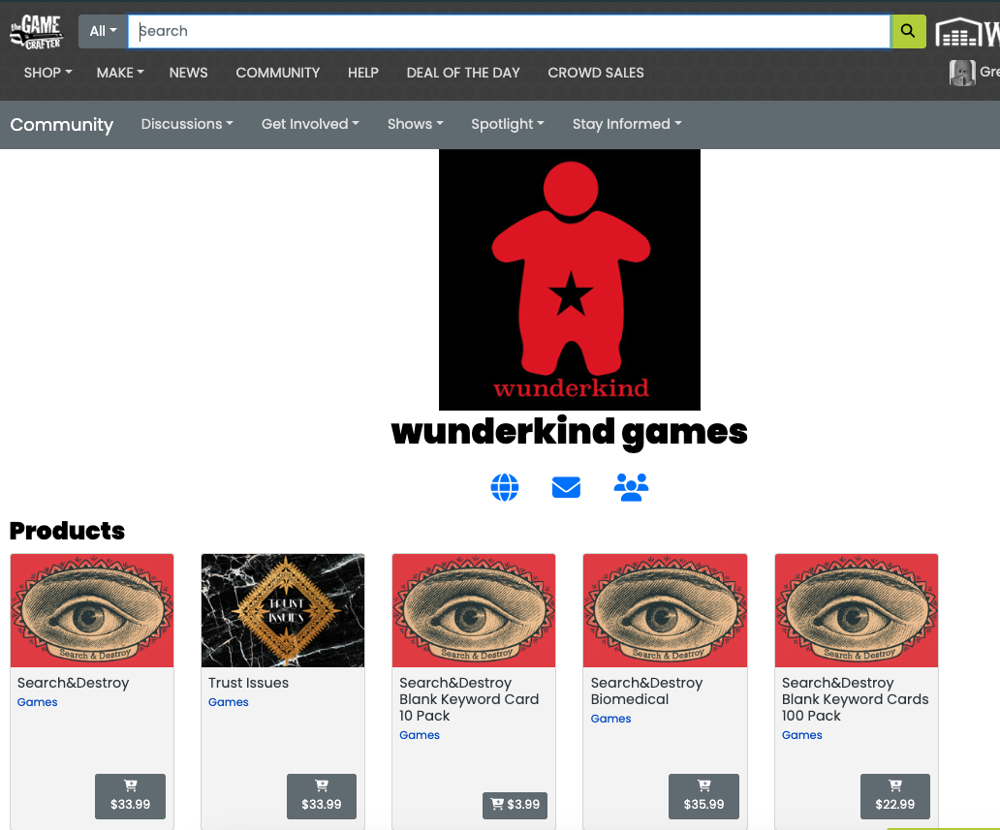 the GAME CRAFTER
All
Search
SHOP
MAKE
NEWS
COMMUNITY
HELP
DEAL OF THE DAY
CROWD SALES
Community
Discussions
Get Involved
Shows
Spotlight
Stay Informed
wunderkind
wunderkind games
Products
Search & Destroy
TRUST
ISSUES
Search & Destroy
Search & Destroy
Search & Destroy
Search&Destroy
Games
Trust Issues
Games
Search&Destroy
Blank Keyword Card
10 Pack
Games
Search&Destroy
Biomedical
Games
Search&Destroy
Blank Keyword Cards
100 Pack
Games
$33.99
$33.99
$3.99
$35.99
$22.99